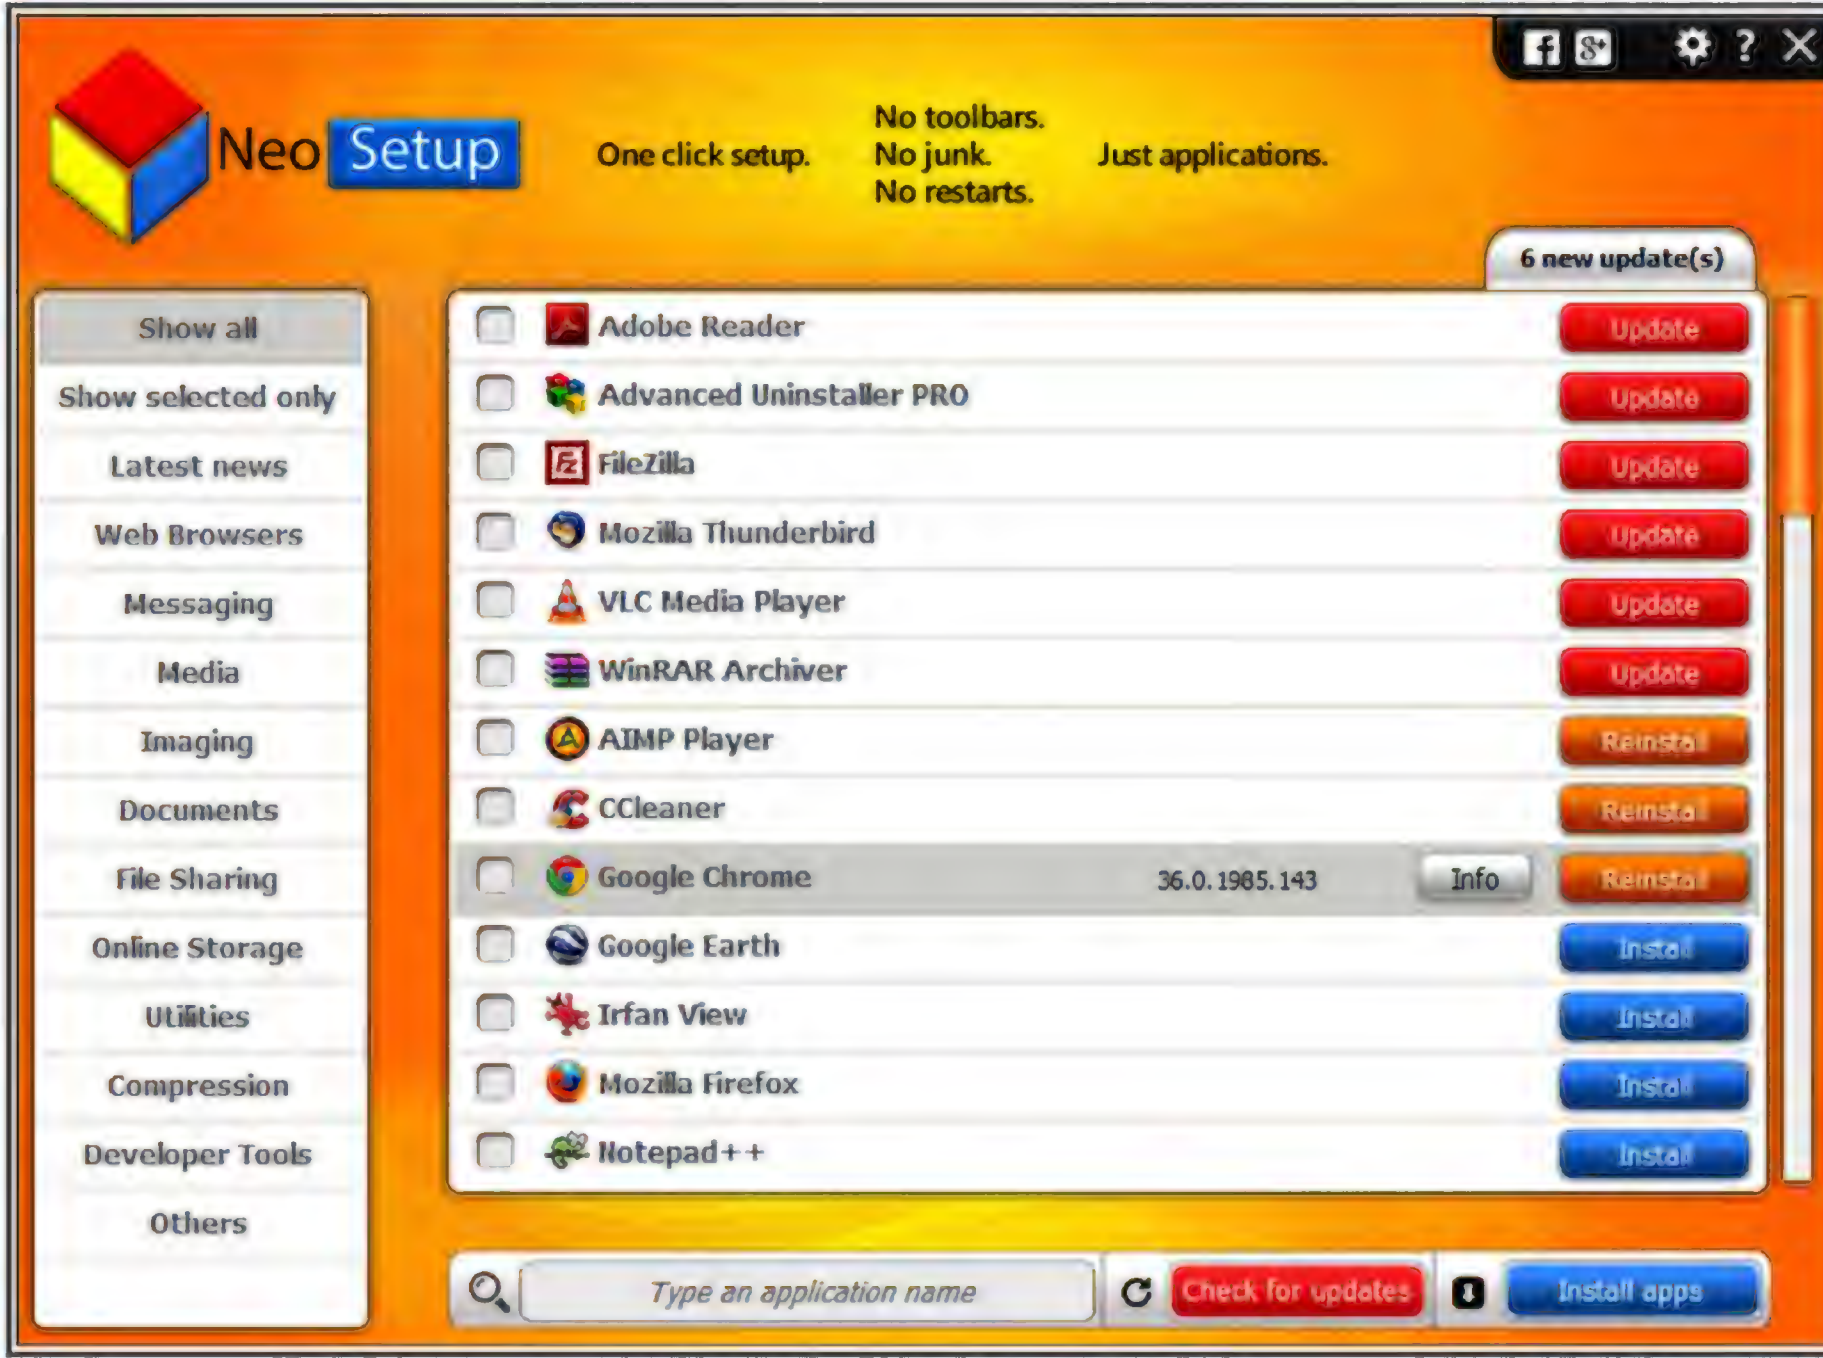 Neo Setup
One click setup.
No toolbars.
No junk.
No restarts.
Just applications.
6 new update(s)
Show all
Show selected only
Latest news
Web Browsers
Messaging
Media
Imaging
Documents
File Sharing
Online Storage
Utilities
Compression
Developer Tools
Others
Adobe Reader Update
Advanced Uninstaller PRO Update
FileZilla Update
Mozilla Thunderbird Update
VLC Media Player Update
WinRAR Archiver Update
AIMP Player Reinstall
CCleaner Reinstall
Google Chrome 36.0.1985.143 Info Reinstall
Google Earth Install
Irfan View Install
Mozilla Firefox Install
Notepad++ Install
Type an application name Check for updates Install apps